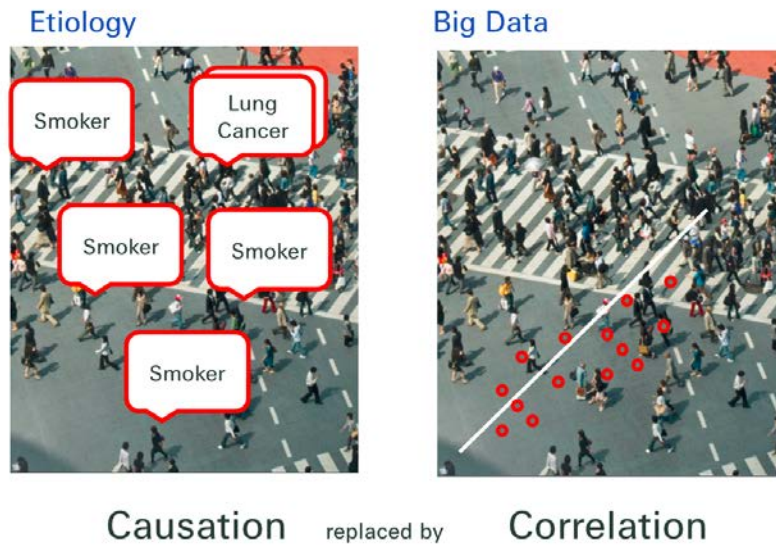 Etiology
Big Data
Smoker
Lung
Cancer
Smoker
Smoker
Smoker
Causation replaced by Correlation